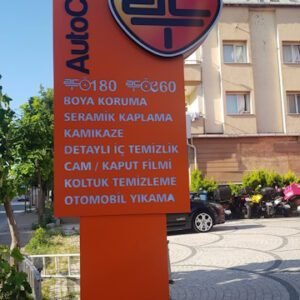 AutoC
180 360
BOYA KORUMA
SERAMİK KAPLAMA
KAMIKAZE
DETAYLI İÇ TEMİZLİK
CAM / KAPUT FİLMİ
KOLTUK TEMİZLEME
OTOMOBİL YIKAMA